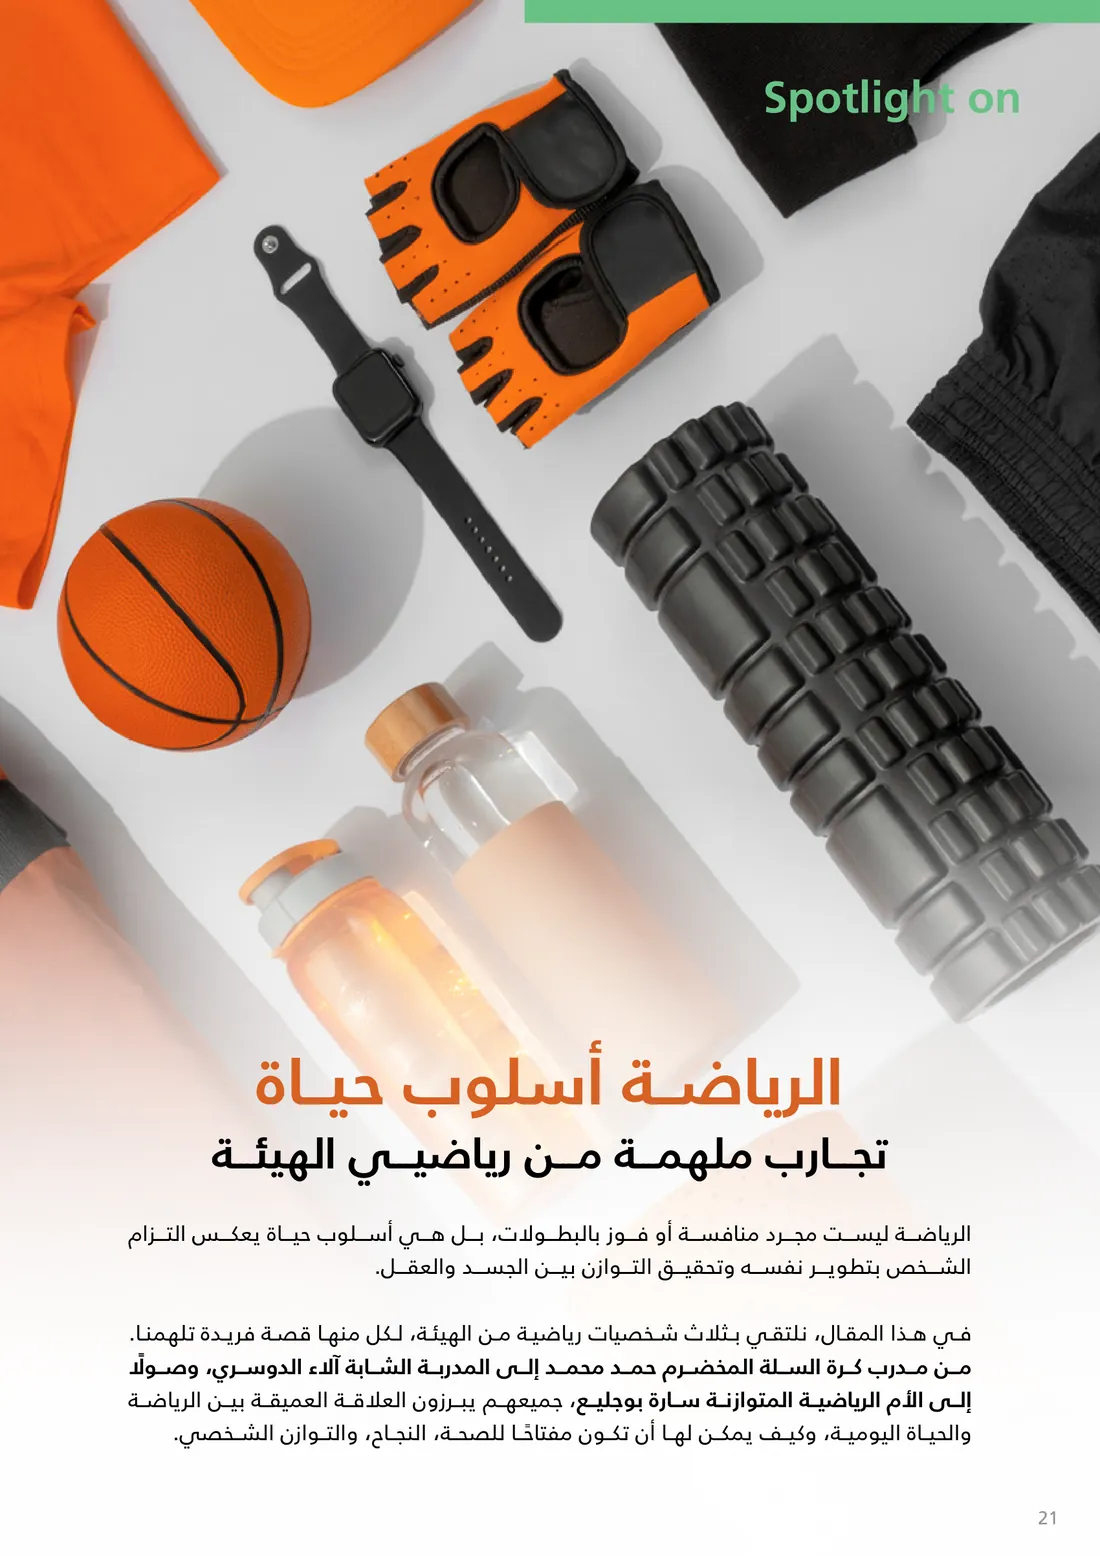 Spotlight on
الرياضة أسلوب حياة
تجارب ملهمة من رياضيي الهيئة
الرياضة ليست مجرد منافسة أو فوز بالبطولات، بل هي أسلوب حياة يعكس التزام
الشخص بتطوير نفسه وتحقيق التوازن بين الجسد والعقل.
في هذا المقال، نلتقي بثلاث شخصيات رياضية من الهيئة، لكل منها قصة فريدة تلهمنا.
من مدرب كرة السلة المخضرم حمد محمد إلى المدربة الشابة آلاء الدوسري، وصولًا
إلى الأم الرياضية المتوازنة سارة بوجليع، جميعهم يبرزون العلاقة العميقة بين الرياضة
والحياة اليومية، وكيف يمكن لها أن تكون مفتاحًا للصحة، النجاح، والتوازن الشخصي.
21